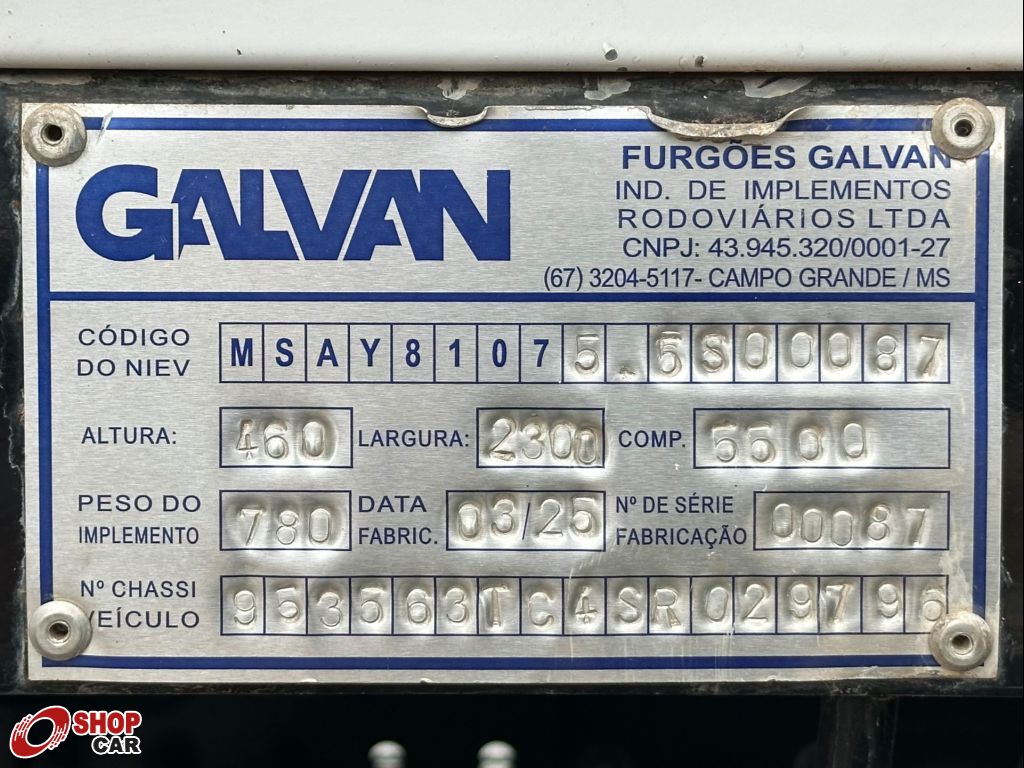 GALVAN
FURGÕES GALVAN
IND. DE IMPLEMENTOS
RODOVIÁRIOS LTDA
CNPJ: 43.945.320/0001-27
(67) 3204-5117- CAMPO GRANDE / MS
CÓDIGO DO NIEV MSAY81075.5S00087
ALTURA: 460 LARGURA: 2300 COMP. 5500
PESO DO IMPLEMENTO 780 DATA FABRIC. 03/25 Nº DE SÉRIE FABRICAÇÃO 00087
Nº CHASSI VEÍCULO 953563TC4SR029796
SHOP
CAR